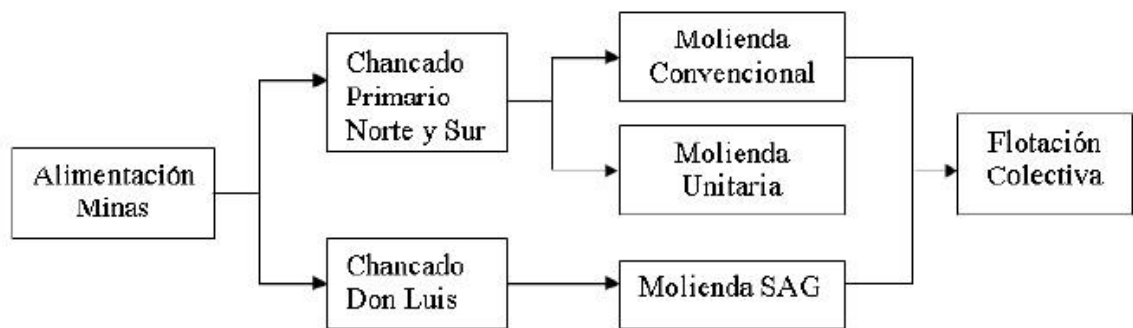 Alimentación
Minas
Chancado
Primario
Norte y Sur
Chancado
Don Luis
Molienda
Convencional
Molienda
Unitaria
Molienda SAG
Flotación
Colectiva